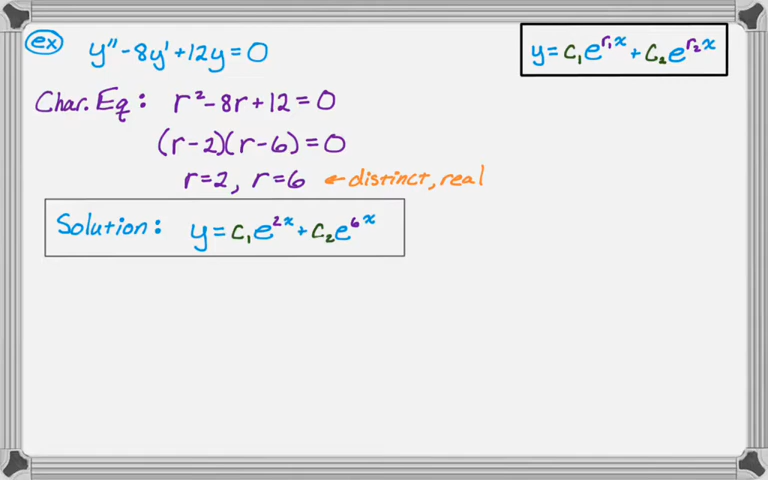 ex y'' - 8y' + 12y = 0
y = c₁e^{r₁x} + c₂e^{r₂x}
Char. Eq: r² - 8r + 12 = 0
(r - 2)(r - 6) = 0
r = 2, r = 6 ← distinct, real
Solution: y = c₁e^{2x} + c₂e^{6x}